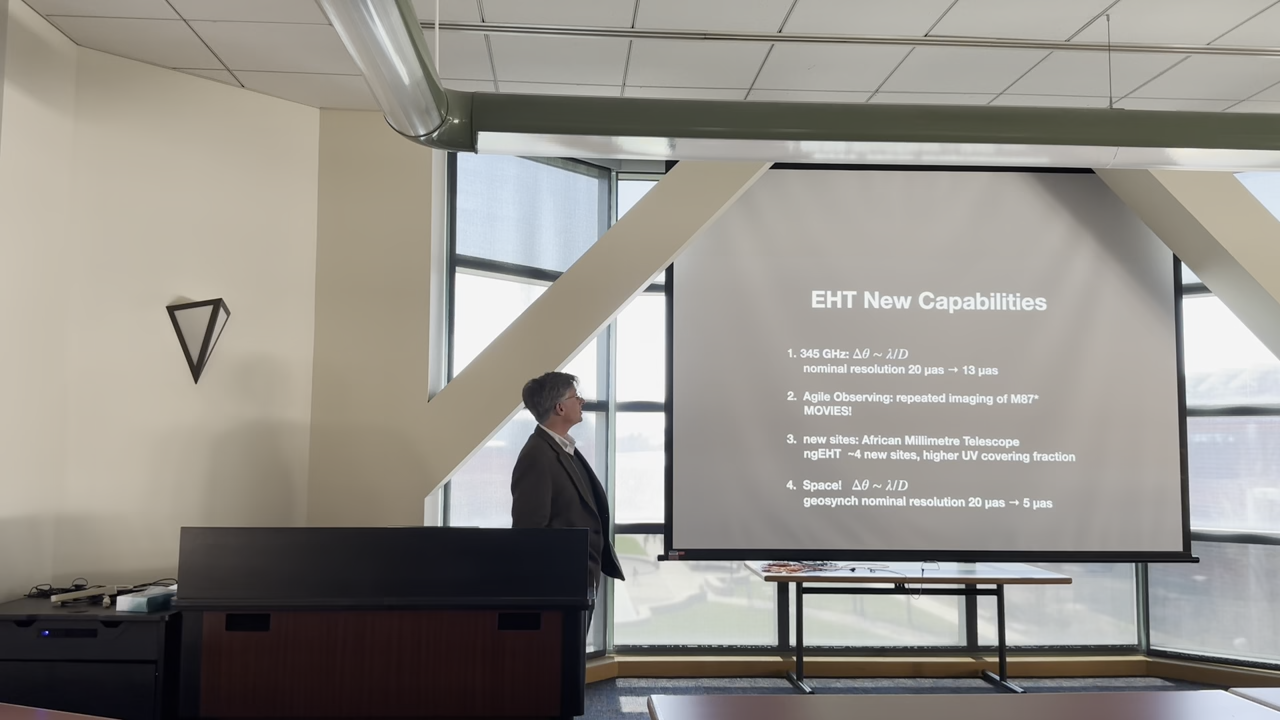 EHT New Capabilities
1. 345 GHz: Δθ ~ λ/D
nominal resolution 20 μas → 13 μas
2. Agile Observing: repeated imaging of M87*
MOVIES!
3. new sites: African Millimetre Telescope
ngEHT ~4 new sites, higher UV covering fraction
4. Space! Δθ ~ λ/D
geosynch nominal resolution 20 μas → 5 μas